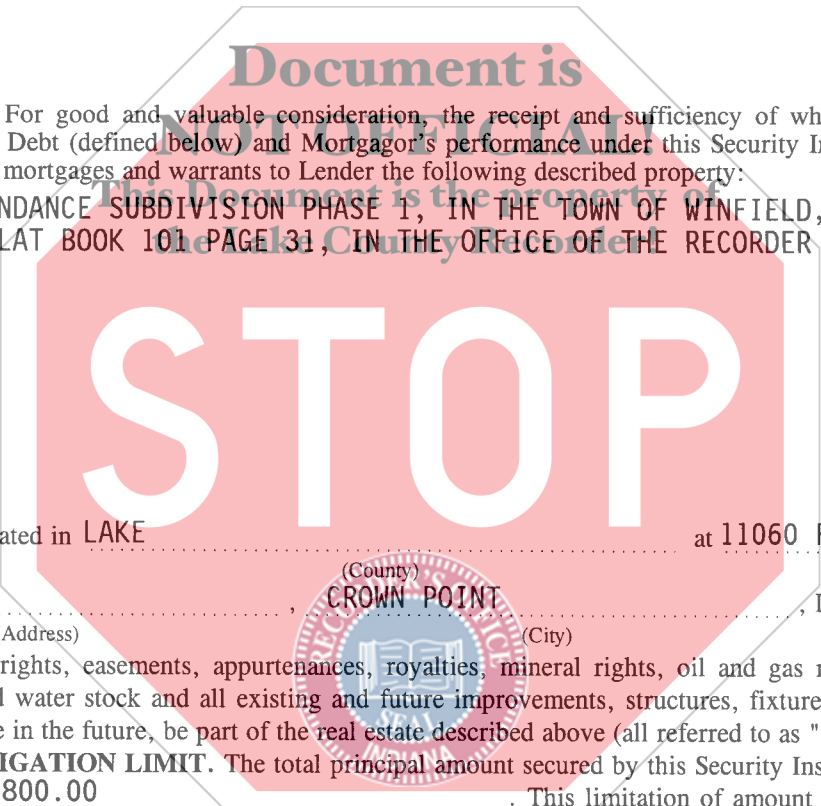 Document is
For good and valuable consideration, the receipt and sufficiency of wh
Debt (defined below) and Mortgagor's performance under this Security I
NOT OFFICIAL!
mortgages and warrants to Lender the following described property:
This Document is the property of
NDANCE SUBDIVISION PHASE 1, IN THE TOWN OF WINFIELD,
LAT BOOK 101 PAGE 31, IN THE OFFICE OF THE RECORDER
the Lake County Recorder!
STOP
ated in LAKE at 11060
(County)
, CROWN POINT , I
Address) (City)
rights, easements, appurtenances, royalties, mineral rights, oil and gas
d water stock and all existing and future improvements, structures, fixture
e in the future, be part of the real estate described above (all referred to as "
IGATION LIMIT. The total principal amount secured by this Security Ins
800.00 . This limitation of amount
RECORDER'S OFFICE
SEAL
INDIANA